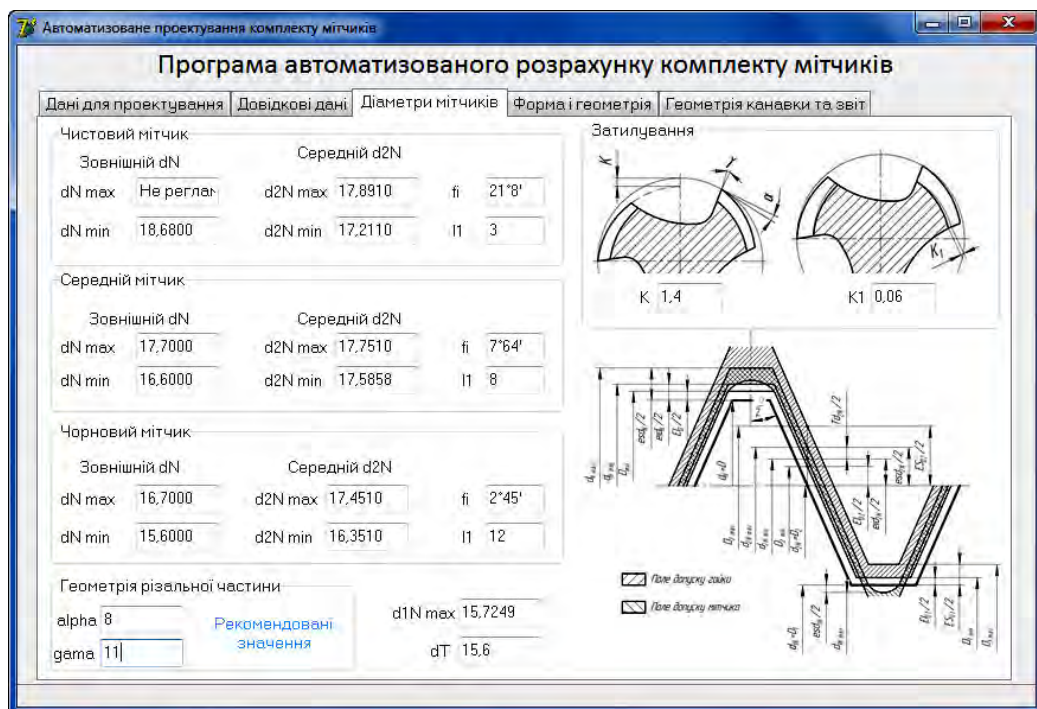 Автоматизоване проектування комплекту мітчиків
Програма автоматизованого розрахунку комплекту мітчиків
Дані для проектування Довідкові дані Діаметри мітчиків Форма і геометрія Геометрія канавки та звіт
Чистовий мітчик
Зовнішній dN Середній d2N
dN max Не реглам d2N max 17,8910 fi 21°8'
dN min 18,6800 d2N min 17,2110 l1 3
Середній мітчик
Зовнішній dN Середній d2N
dN max 17,7000 d2N max 17,7510 fi 7°64'
dN min 16,6000 d2N min 17,5858 l1 8
Чорновий мітчик
Зовнішній dN Середній d2N
dN max 16,7000 d2N max 17,4510 fi 2°45'
dN min 15,6000 d2N min 16,3510 l1 12
Геометрія різальної частини
alpha 8
gama 11
Рекомендовані
значення
d1N max 15,7249
dT 15,6
Затилування
K γ α K₁
K 1,4 K1 0,06
Поле допуску гайки
Поле допуску мітчика